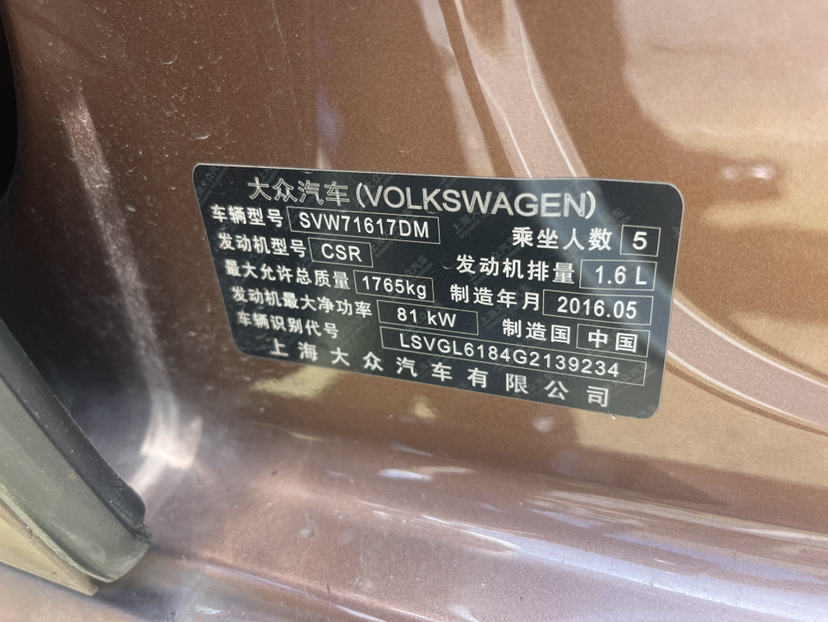 大众汽车(VOLKSWAGEN)
车辆型号 SVW71617DM 乘坐人数 5
发动机型号 CSR 发动机排量 1.6 L
最大允许总质量 1765kg 制造年月 2016.05
发动机最大净功率 81 kW 制造国 中国
车辆识别代号 LSVGL6184G2139234
上海大众汽车有限公司